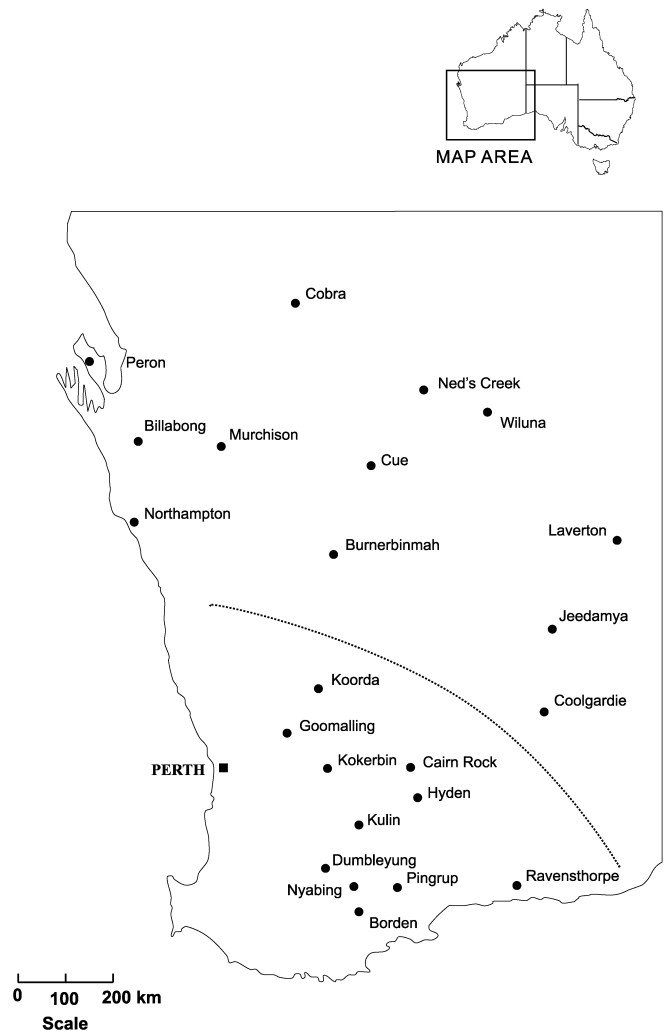 MAP AREA
Cobra
Peron
Ned's Creek
Wiluna
Billabong
Murchison
Cue
Northampton
Laverton
Burnerbinmah
Jeedamya
Koorda
Coolgardie
Goomalling
PERTH
Kokerbin
Cairn Rock
Hyden
Kulin
Dumbleyung
Nyabing
Pingrup
Ravensthorpe
Borden
0 100 200 km
Scale